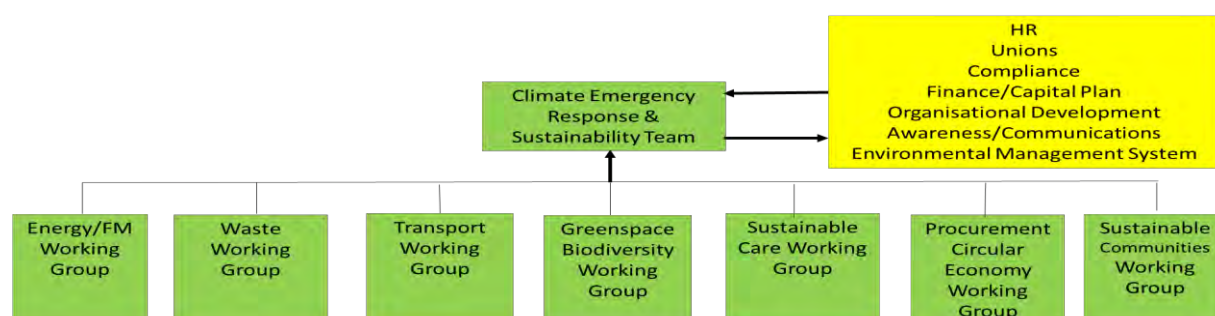 HR
Unions
Compliance
Finance/Capital Plan
Organisational Development
Awareness/Communications
Environmental Management System
Climate Emergency
Response &
Sustainability Team
Energy/FM
Working
Group
Waste
Working
Group
Transport
Working
Group
Greenspace
Biodiversity
Working
Group
Sustainable
Care Working
Group
Procurement
Circular
Economy
Working
Group
Sustainable
Communities
Working
Group